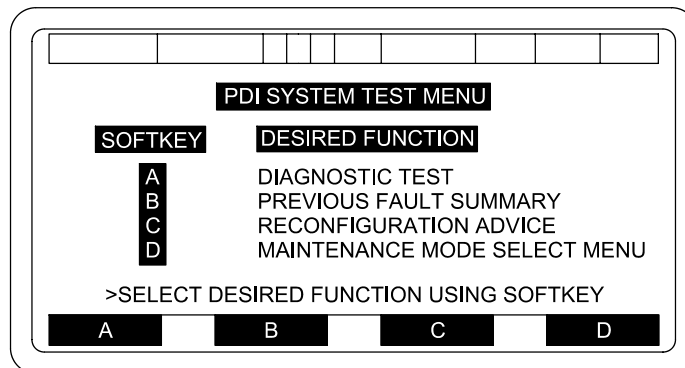 PDI SYSTEM TEST MENU
SOFTKEY DESIRED FUNCTION
A DIAGNOSTIC TEST
B PREVIOUS FAULT SUMMARY
C RECONFIGURATION ADVICE
D MAINTENANCE MODE SELECT MENU
>SELECT DESIRED FUNCTION USING SOFTKEY
A B C D